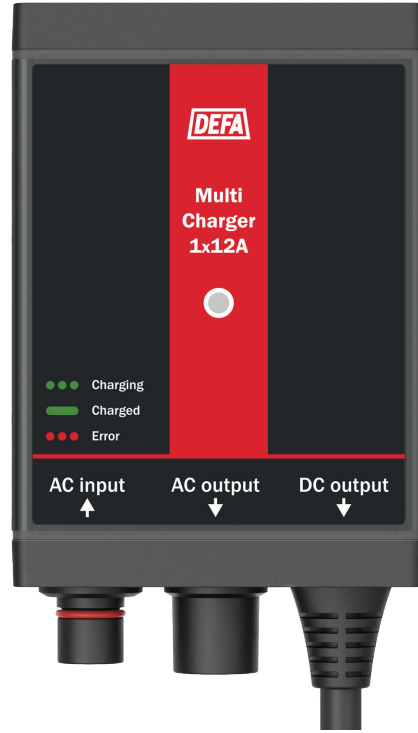 DEFA
Multi
Charger
1x12A
Charging
Charged
Error
AC input
AC output
DC output